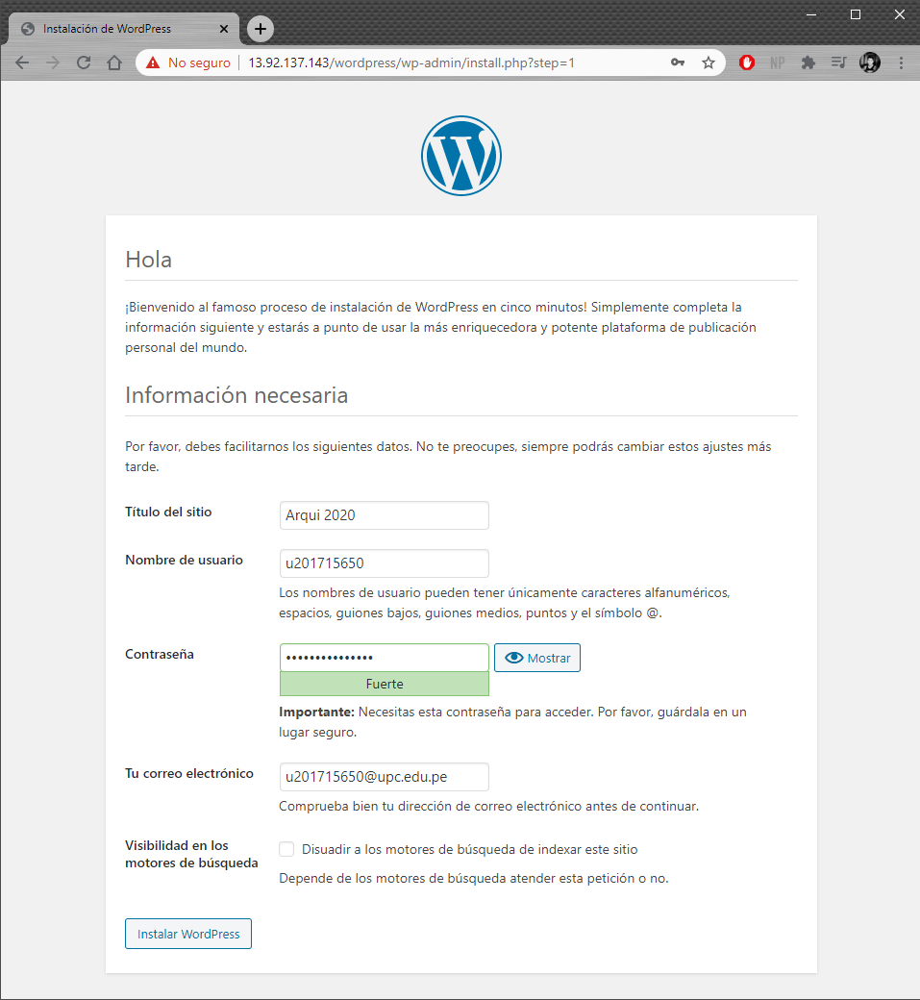 Instalación de WordPress
No seguro
13.92.137.143/wordpress/wp-admin/install.php?step=1
NP
Hola
¡Bienvenido al famoso proceso de instalación de WordPress en cinco minutos! Simplemente completa la
información siguiente y estarás a punto de usar la más enriquecedora y potente plataforma de publicación
personal del mundo.
Información necesaria
Por favor, debes facilitarnos los siguientes datos. No te preocupes, siempre podrás cambiar estos ajustes más
tarde.
Título del sitio
Arqui 2020
Nombre de usuario
u201715650
Los nombres de usuario pueden tener únicamente caracteres alfanuméricos,
espacios, guiones bajos, guiones medios, puntos y el símbolo @.
Contraseña
•••••••••••••••
Mostrar
Fuerte
Importante: Necesitas esta contraseña para acceder. Por favor, guárdala en un
lugar seguro.
Tu correo electrónico
u201715650@upc.edu.pe
Comprueba bien tu dirección de correo electrónico antes de continuar.
Visibilidad en los
motores de búsqueda
Disuadir a los motores de búsqueda de indexar este sitio
Depende de los motores de búsqueda atender esta petición o no.
Instalar WordPress